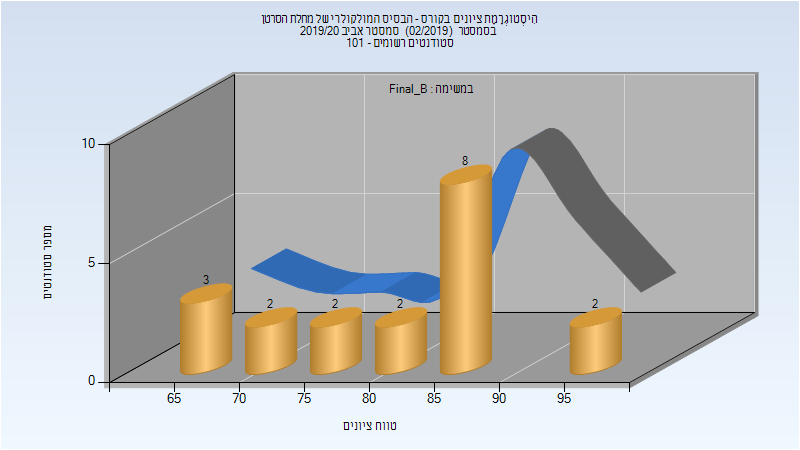 הִיסְטוֹגְרָמַת ציונים בקורס - הבסיס המולקולרי של מחלת הסרטן
בסמסטר (02/2019) סמסטר אביב 2019/20
סטודנטים רשומים - 101
במשימה : Final_B
מספר סטודנטים
10
5
0
3
2
2
2
8
2
65
70
75
80
85
90
95
טווח ציונים